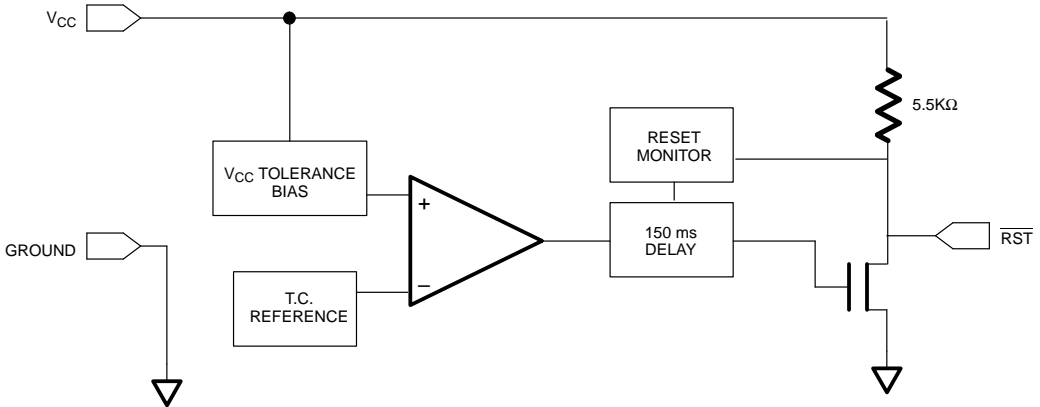 VCC
5.5KΩ
RESET
MONITOR
VCC TOLERANCE
BIAS
+
150 ms
DELAY
RST
GROUND
–
T.C.
REFERENCE